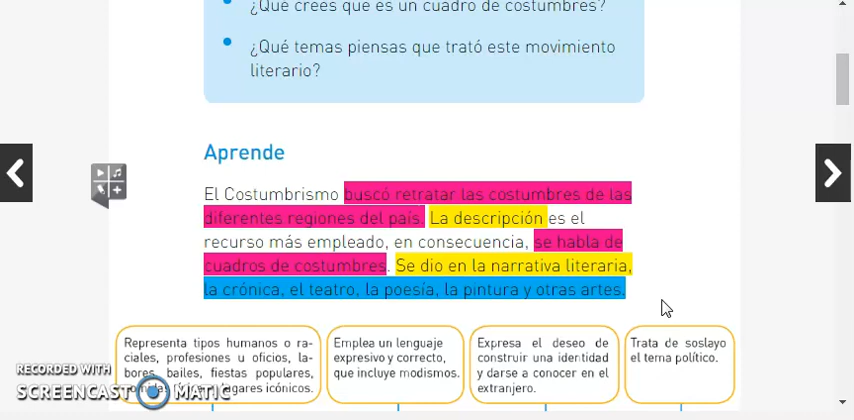 ¿Qué crees que es un cuadro de costumbres?
¿Qué temas piensas que trató este movimiento
literario?
Aprende
El Costumbrismo buscó retratar las costumbres de las
diferentes regiones del país. La descripción es el
recurso más empleado, en consecuencia, se habla de
cuadros de costumbres. Se dio en la narrativa literaria,
la crónica, el teatro, la poesía, la pintura y otras artes.
Representa tipos humanos o ra-
ciales, profesiones u oficios, la-
bores, bailes, fiestas populares,
lugares icónicos.
Emplea un lenguaje
expresivo y correcto,
que incluye modismos.
Expresa el deseo de
construir una identidad
y darse a conocer en el
extranjero.
Trata de soslayo
el tema político.
RECORDED WITH
SCREENCAST MATIC